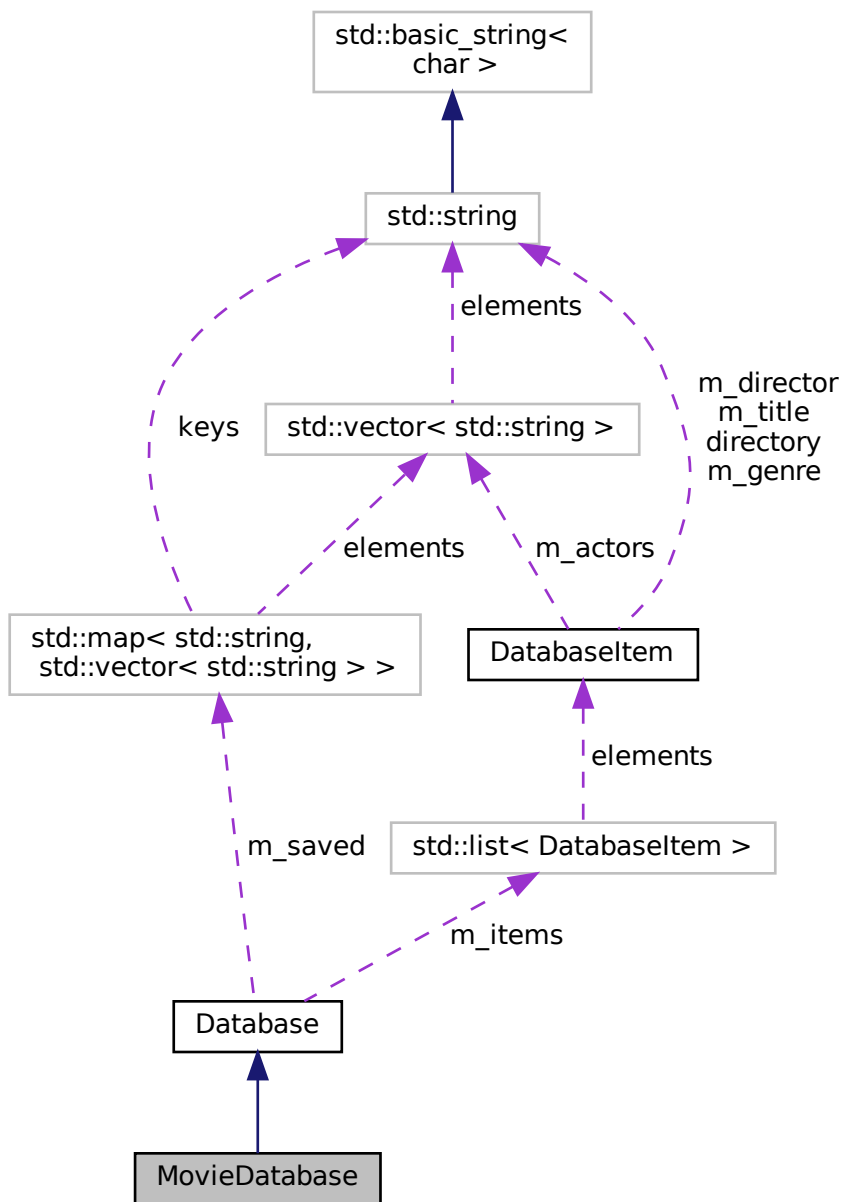 std::basic_string<
char >
std::string
elements
m_director
m_title
directory
m_genre
keys
std::vector< std::string >
elements
m_actors
std::map< std::string,
std::vector< std::string > >
DatabaseItem
elements
m_saved
std::list< DatabaseItem >
m_items
Database
MovieDatabase